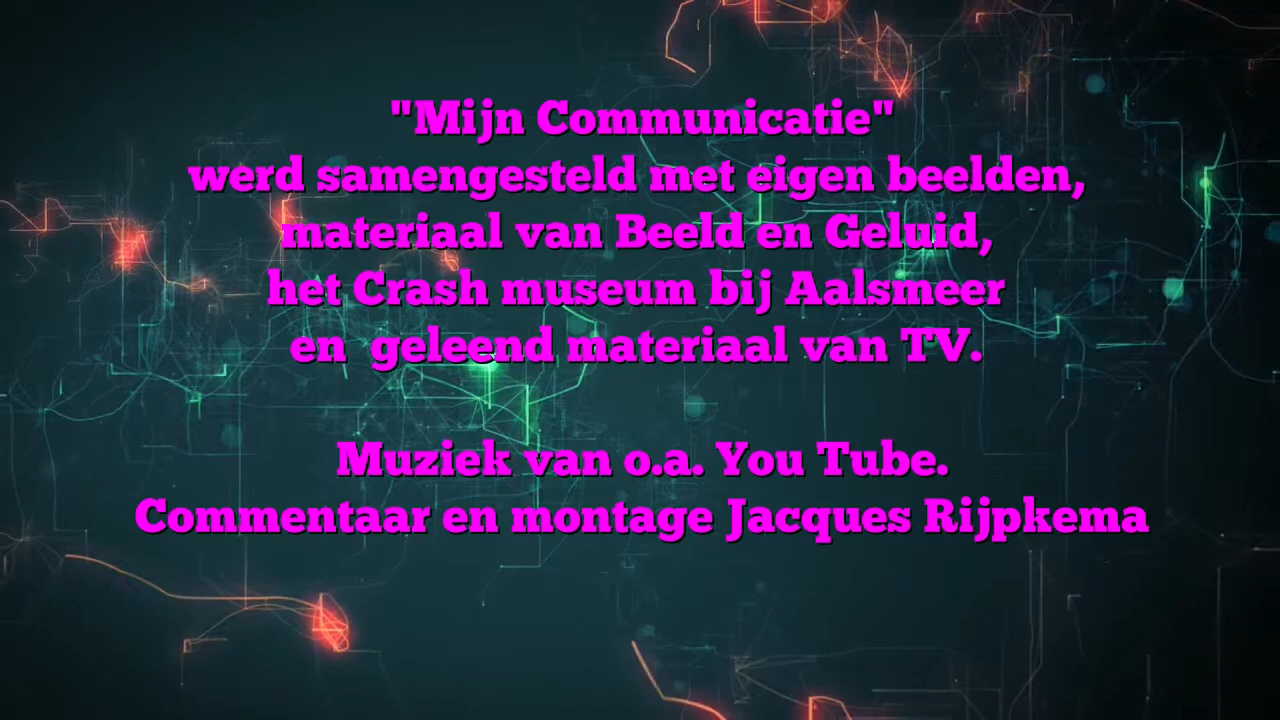 "Mijn Communicatie"
werd samengesteld met eigen beelden,
materiaal van Beeld en Geluid,
het Crash museum bij Aalsmeer
en  geleend materiaal van TV.
Muziek van o.a. You Tube.
Commentaar en montage Jacques Rijpkema